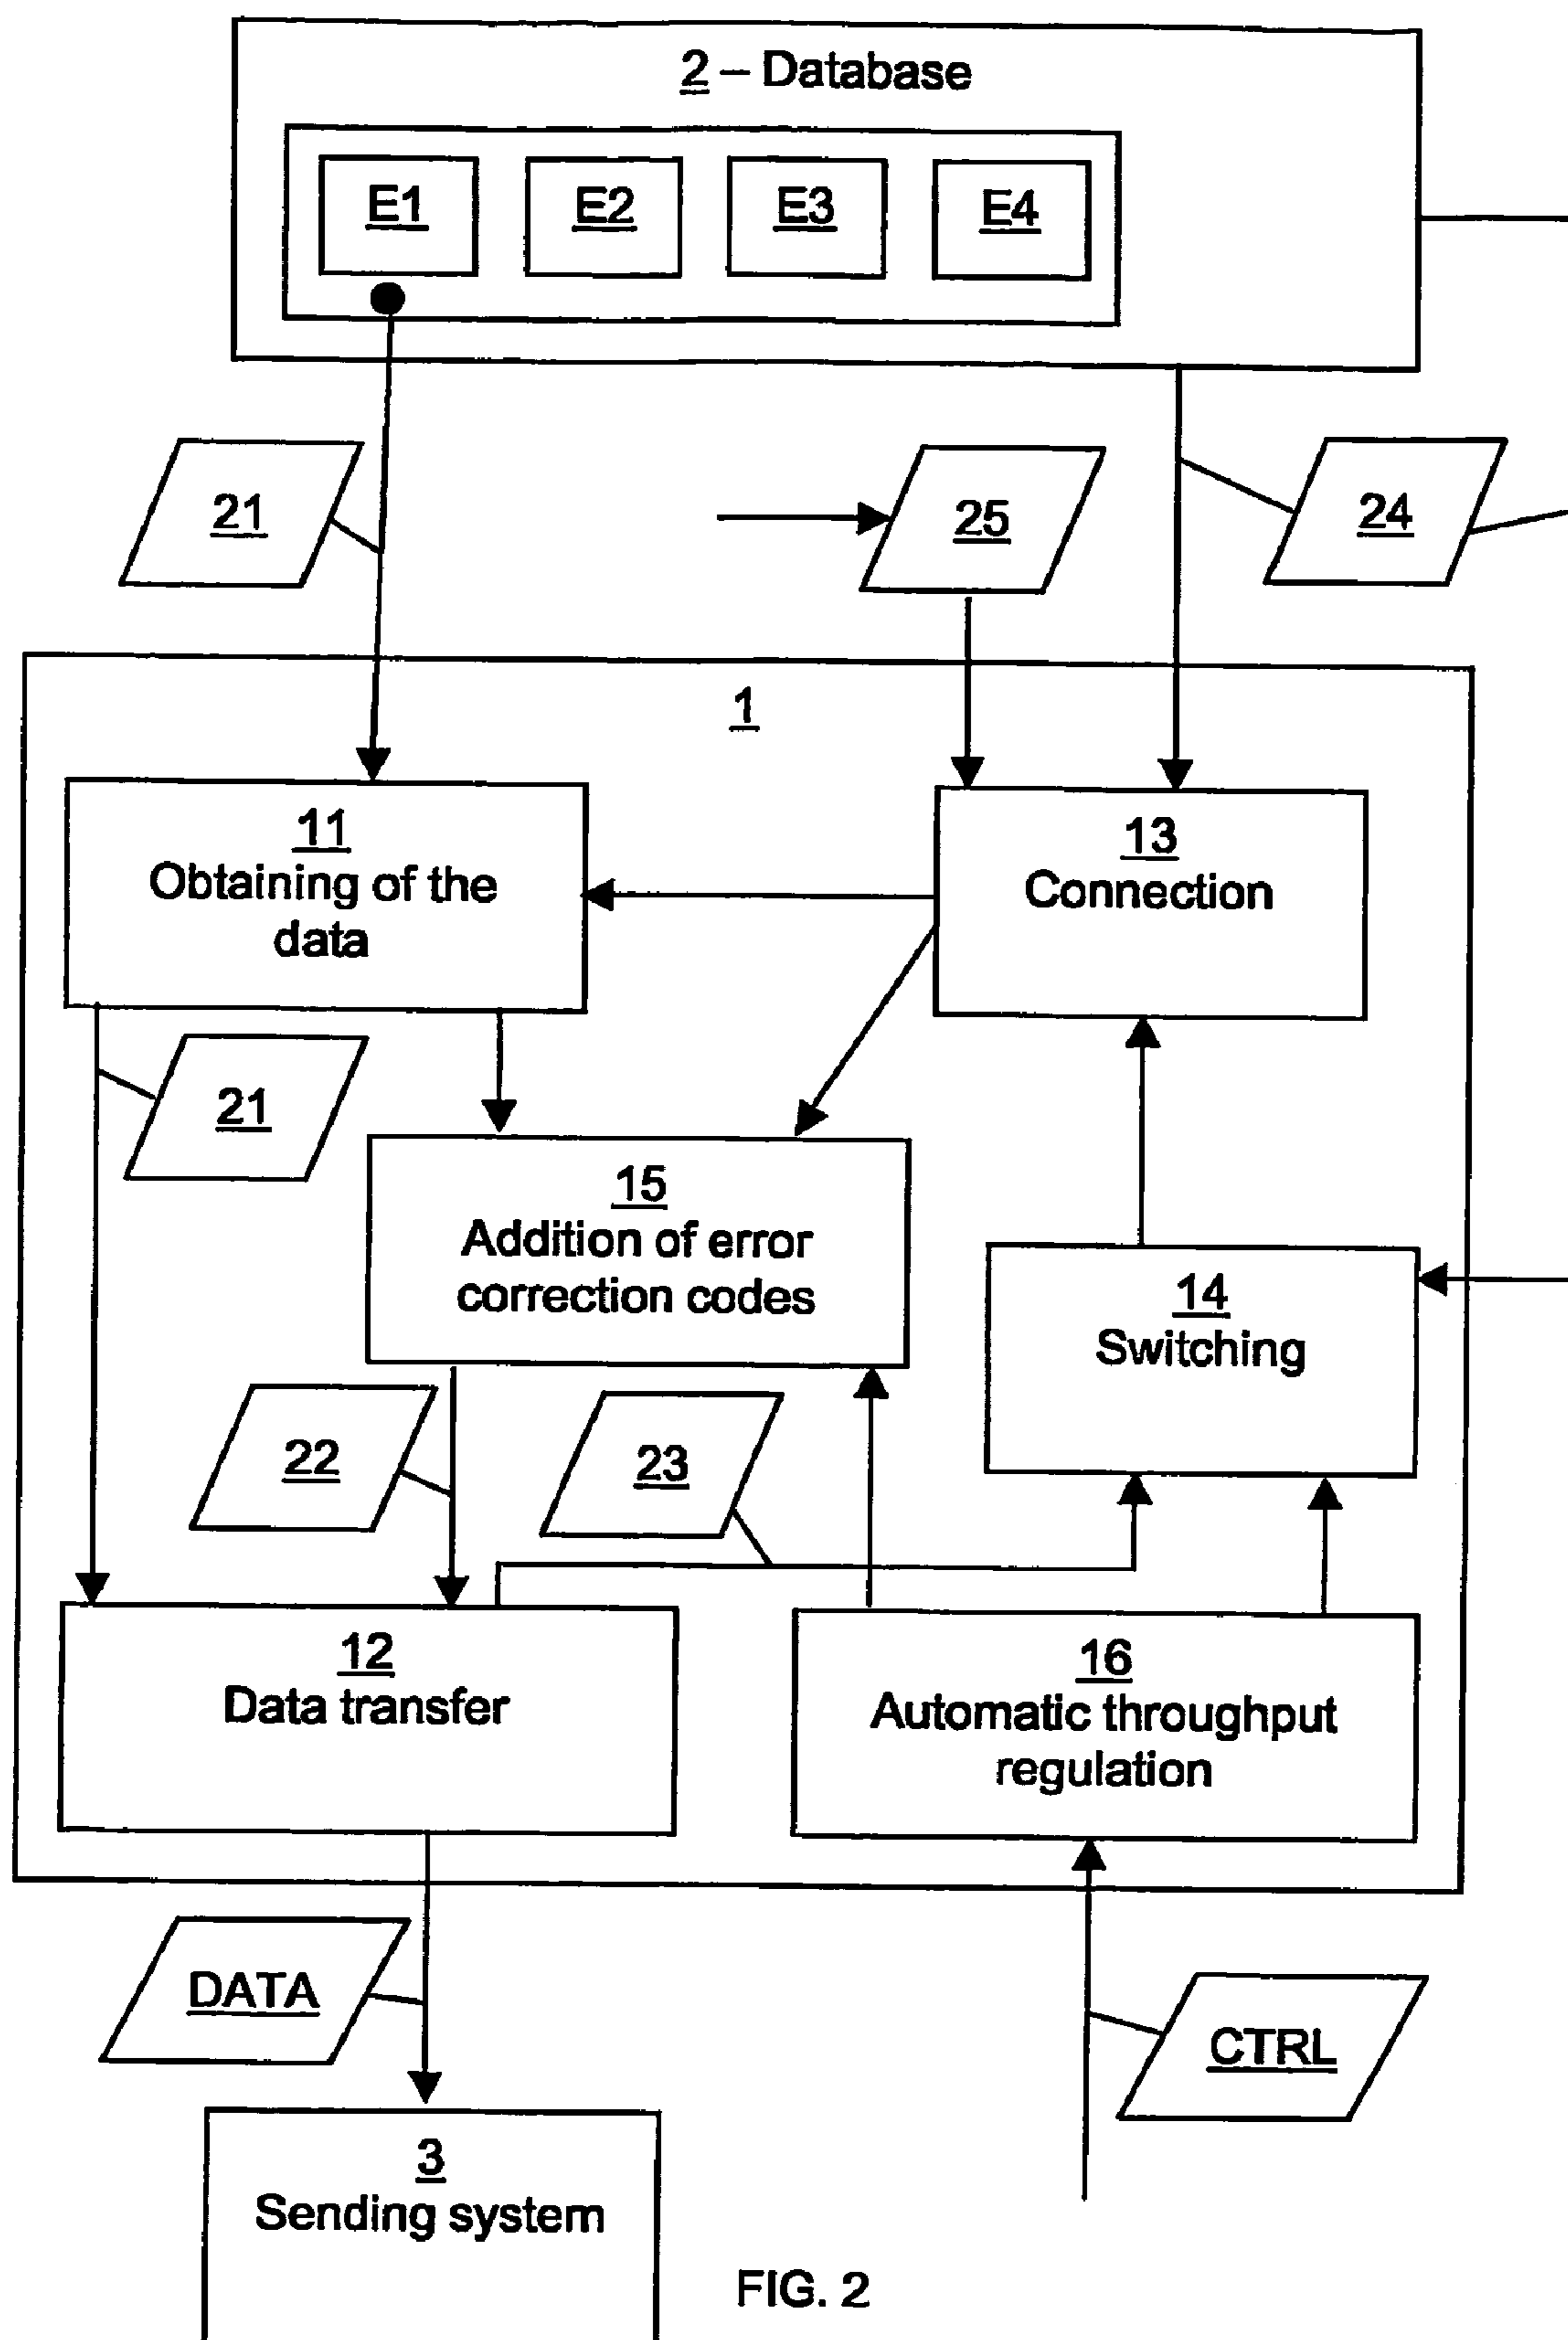 2 – Database
E1 E2 E3 E4
21
25
24
1
11
Obtaining of the
data
13
Connection
21
15
Addition of error
correction codes
14
Switching
22
23
12
Data transfer
16
Automatic throughput
regulation
DATA
CTRL
3
Sending system
FIG. 2